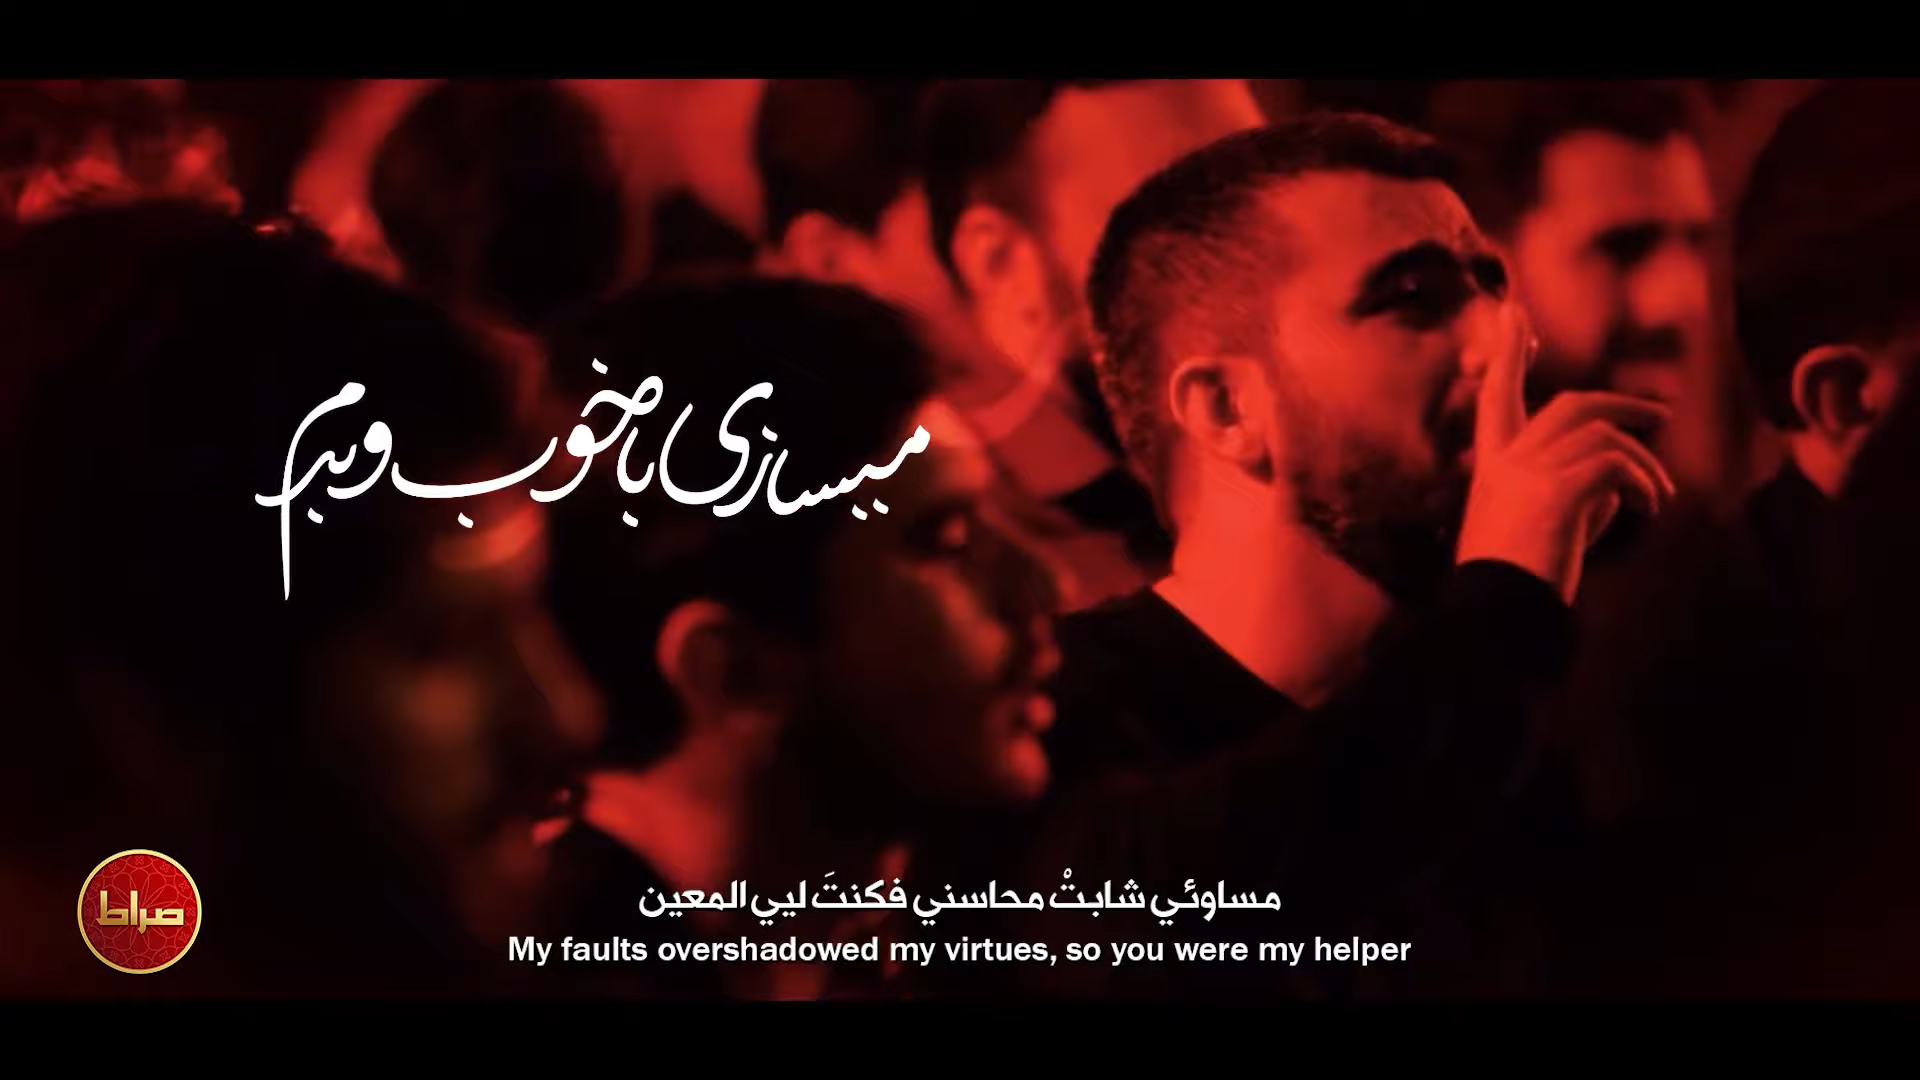 میسازی با خوب و بدم
مساوئي شابتْ محاسني فكنتَ ليي المعين
My faults overshadowed my virtues, so you were my helper
صراط